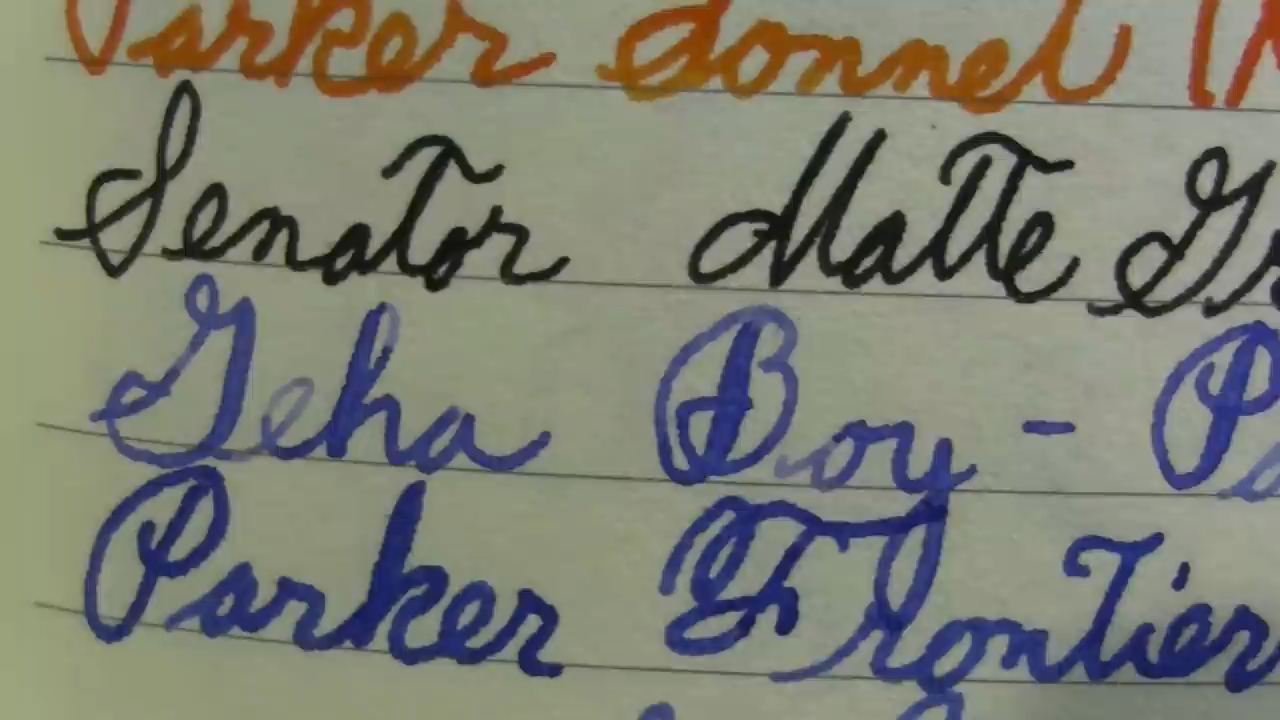 Parker Sonnet
Senator Matte
Geha Boy -
Parker Frontier